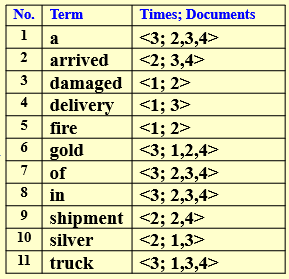 No. Term Times; Documents
1 a <3; 2,3,4>
2 arrived <2; 3,4>
3 damaged <1; 2>
4 delivery <1; 3>
5 fire <1; 2>
6 gold <3; 1,2,4>
7 of <3; 2,3,4>
8 in <3; 2,3,4>
9 shipment <2; 2,4>
10 silver <2; 1,3>
11 truck <3; 1,3,4>